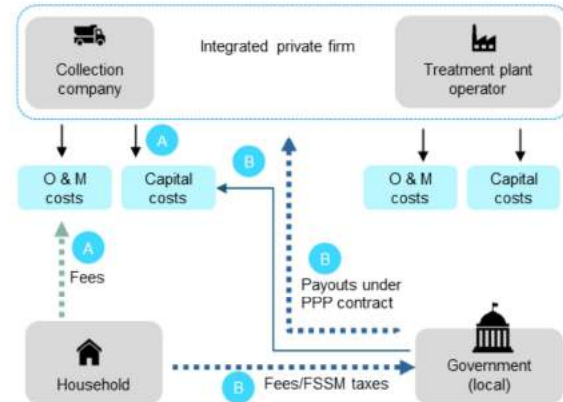 Integrated private firm
Collection
company
Treatment plant
operator
A
B
O & M
costs
Capital
costs
O & M
costs
Capital
costs
A
Fees
B
Payouts under
PPP contract
Household
B
Fees/FSSM taxes
Government
(local)